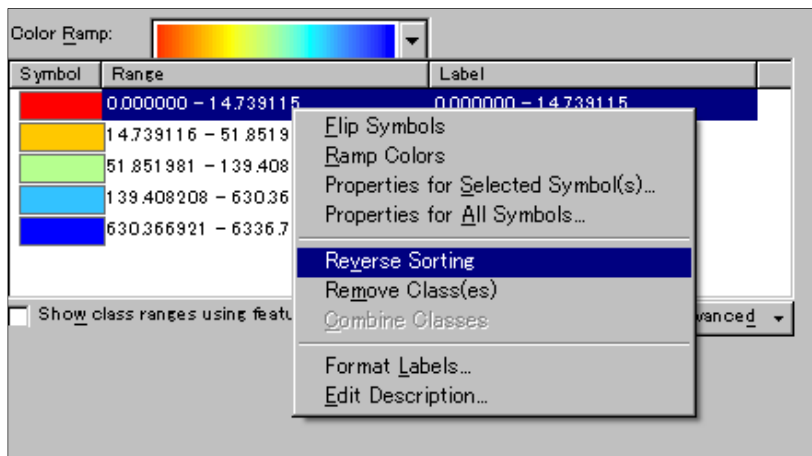 Color Ramp:
Symbol Range Label
0.000000 - 14.739115 0.000000 - 14.739115
14.739116 - 51.8519
51.851981 - 139.408
139.408208 - 630.36
630.366921 - 6336.7
Flip Symbols
Ramp Colors
Properties for Selected Symbol(s)...
Properties for All Symbols...
Reverse Sorting
Remove Class(es)
Combine Classes
Format Labels...
Edit Description...
Show class ranges using featu
vanced